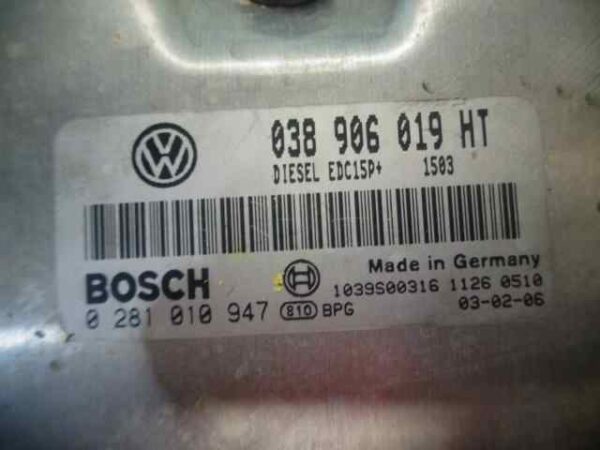 038 906 019 HT
DIESEL EDC15P+ 1503
BOSCH
Made in Germany
1039S00316 1126 0510
0 281 010 947 810 BPG
03-02-06